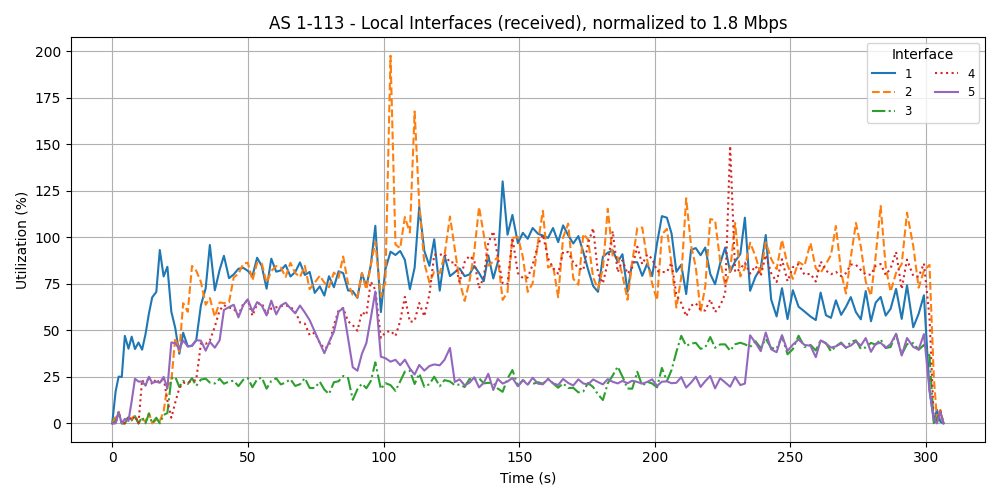 AS 1-113 - Local Interfaces (received), normalized to 1.8 Mbps
Interface
1
2
3
4
5
Utilization (%)
200
175
150
125
100
75
50
25
0
0 50 100 150 200 250 300
Time (s)